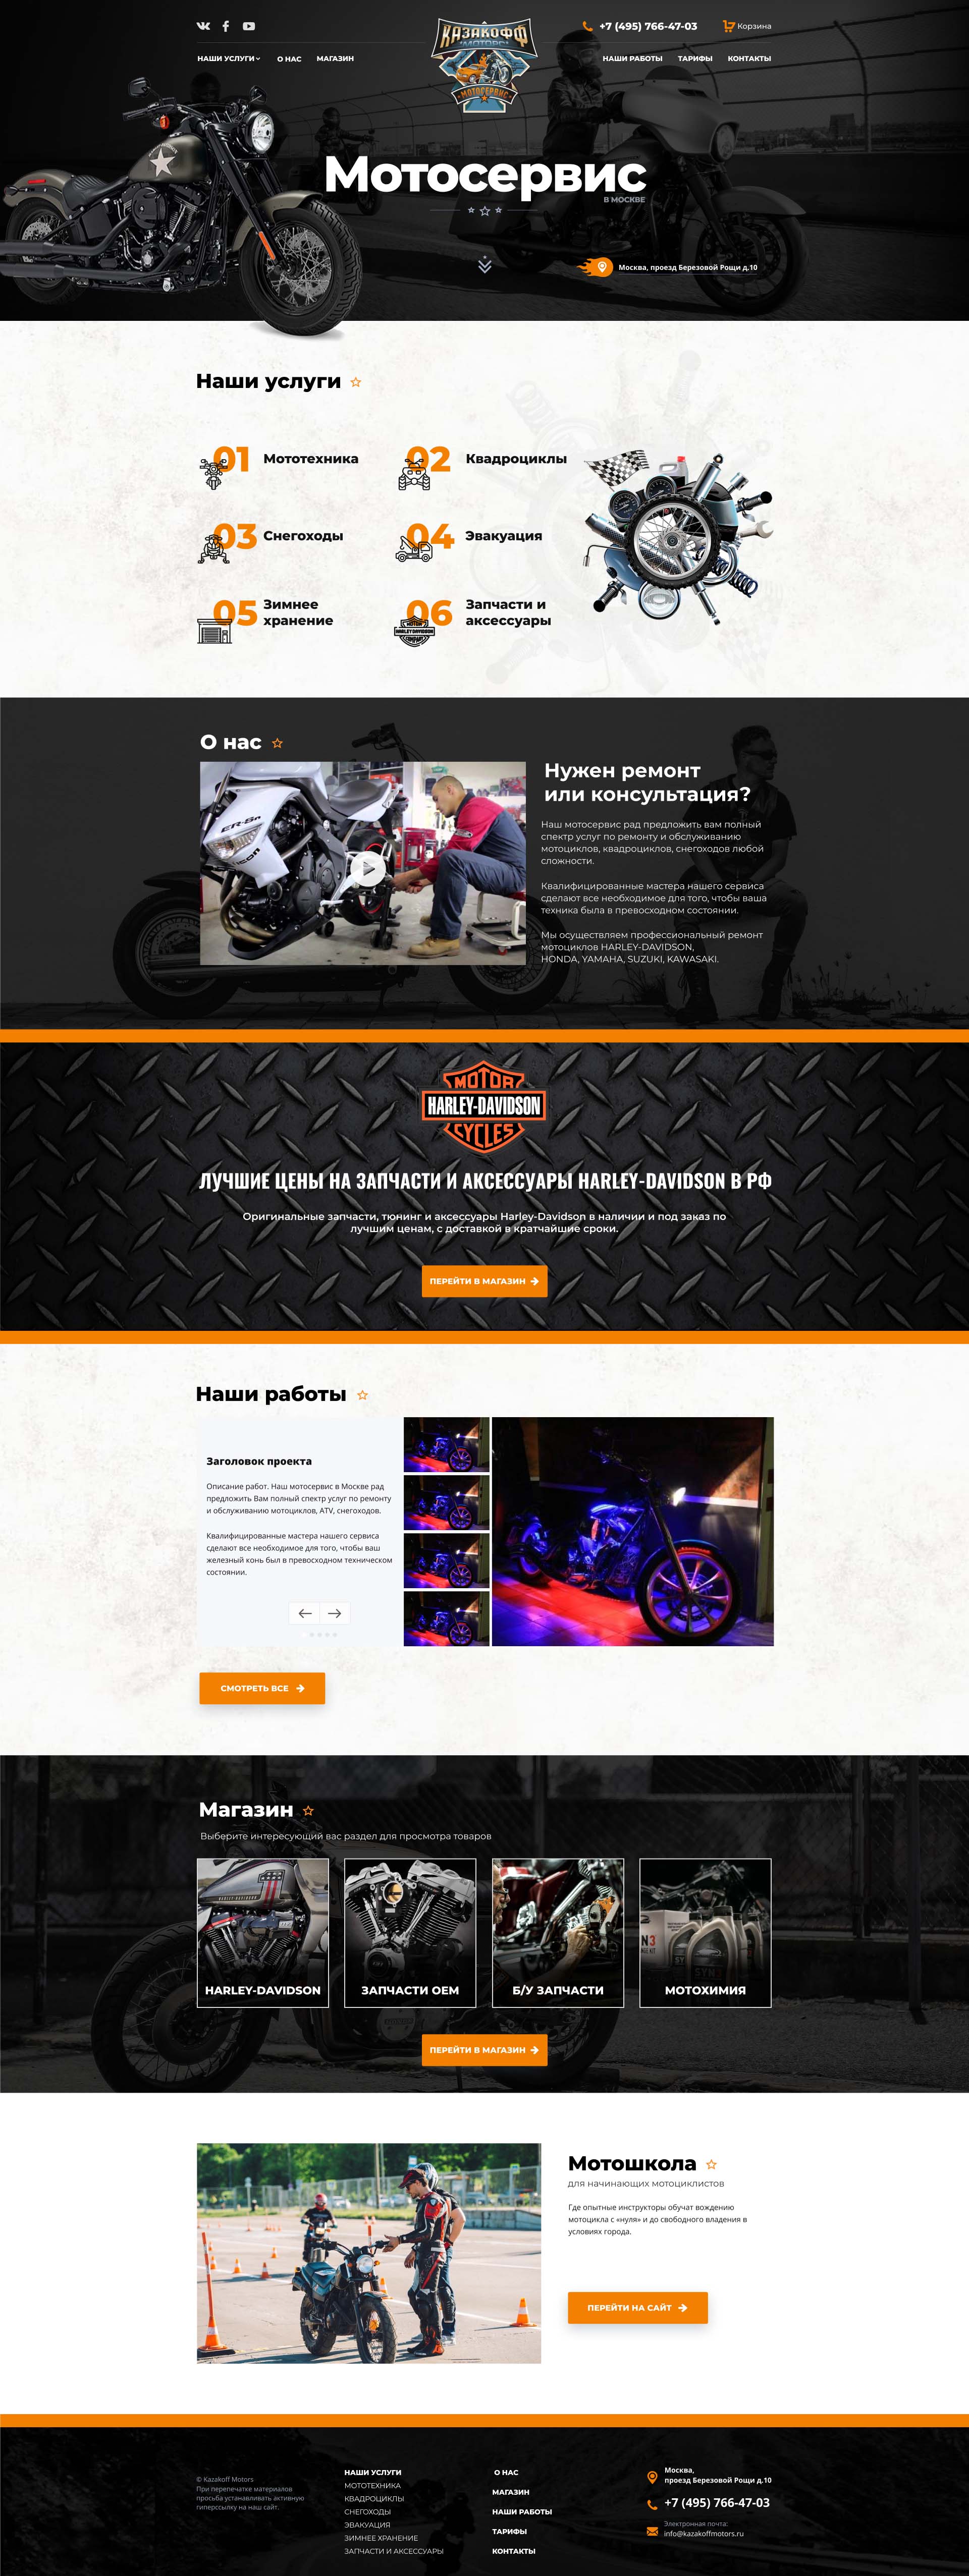 +7 (495) 766-47-03
Корзина
КАЗАКОФФ
MOTORS
МОТОСЕРВИС
НАШИ УСЛУГИ
О НАС
МАГАЗИН
НАШИ РАБОТЫ
ТАРИФЫ
КОНТАКТЫ
Мотосервис
В МОСКВЕ
Москва, проезд Березовой Рощи д.10
Наши услуги
01 Мототехника
02 Квадроциклы
03 Снегоходы
04 Эвакуация
05 Зимнее
хранение
06 Запчасти и
аксессуары
MOTOR
HARLEY-DAVIDSON
О нас
ER-6n
icon
Нужен ремонт
или консультация?
Наш мотосервис рад предложить вам полный
спектр услуг по ремонту и обслуживанию
мотоциклов, квадроциклов, снегоходов любой
сложности.
Квалифицированные мастера нашего сервиса
сделают все необходимое для того, чтобы ваша
техника была в превосходном состоянии.
Мы осуществляем профессиональный ремонт
мотоциклов HARLEY-DAVIDSON,
HONDA, YAMAHA, SUZUKI, KAWASAKI.
MOTOR
HARLEY-DAVIDSON
CYCLES
ЛУЧШИЕ ЦЕНЫ НА ЗАПЧАСТИ И АКСЕССУАРЫ HARLEY-DAVIDSON В РФ
Оригинальные запчасти, тюнинг и аксессуары Harley-Davidson в наличии и под заказ по
лучшим ценам, с доставкой в кратчайшие сроки.
ПЕРЕЙТИ В МАГАЗИН
Наши работы
Заголовок проекта
Описание работ. Наш мотосервис в Москве рад
предложить Вам полный спектр услуг по ремонту
и обслуживанию мотоциклов, ATV, снегоходов.
Квалифицированные мастера нашего сервиса
сделают все необходимое для того, чтобы ваш
железный конь был в превосходном техническом
состоянии.
СМОТРЕТЬ ВСЕ
Магазин
Выберите интересующий вас раздел для просмотра товаров
HARLEY-DAVIDSON
ЗАПЧАСТИ OEM
Б/У ЗАПЧАСТИ
МОТОХИМИЯ
ПЕРЕЙТИ В МАГАЗИН
Мотошкола
для начинающих мотоциклистов
Где опытные инструкторы обучат вождению
мотоцикла с «нуля» и до свободного владения в
условиях города.
ПЕРЕЙТИ НА САЙТ
© Kazakoff Motors
При перепечатке материалов
просьба устанавливать активную
гиперссылку на наш сайт.
НАШИ УСЛУГИ
МОТОТЕХНИКА
КВАДРОЦИКЛЫ
СНЕГОХОДЫ
ЭВАКУАЦИЯ
ЗИМНЕЕ ХРАНЕНИЕ
ЗАПЧАСТИ И АКСЕССУАРЫ
О НАС
МАГАЗИН
НАШИ РАБОТЫ
ТАРИФЫ
КОНТАКТЫ
Москва,
проезд Березовой Рощи д.10
+7 (495) 766-47-03
Электронная почта:
info@kazakoffmotors.ru